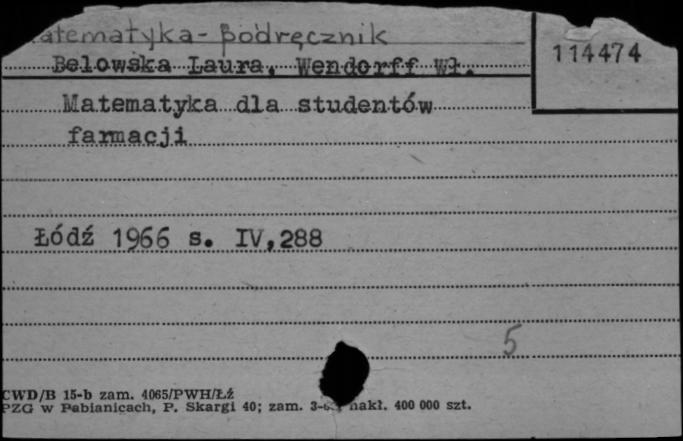 atematyka - podręcznik
114474
Belowska Laura, Wendorff Wł.
Matematyka dla studentów
farmacji
Łódź 1966 s. IV,288
5
CWD/B 15-b zam. 4065/PWH/Łź
PZG w Pabianicach, P. Skargi 40; zam. nakł. 400 000 szt.